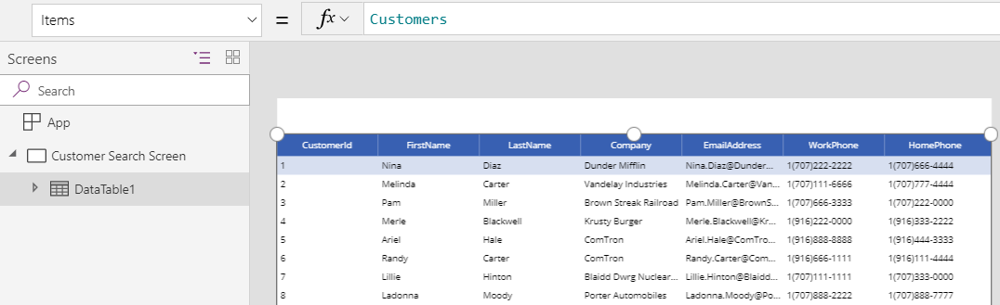 Items = fx Customers
Screens
Search
App
Customer Search Screen
DataTable1
CustomerId FirstName LastName Company EmailAddress WorkPhone HomePhone
1 Nina Diaz Dunder Mifflin Nina.Diaz@Dunder... 1(707)222-2222 1(707)666-4444
2 Melinda Carter Vandelay Industries Melinda.Carter@Van... 1(707)111-6666 1(707)777-4444
3 Pam Miller Brown Streak Railroad Pam.Miller@BrownS... 1(707)666-3333 1(707)222-0000
4 Merle Blackwell Krusty Burger Merle.Blackwell@Kr... 1(916)222-0000 1(916)333-2222
5 Ariel Hale ComTron Ariel.Hale@ComTro... 1(916)888-8888 1(916)444-3333
6 Randy Carter ComTron Randy.Carter@Com... 1(916)666-1111 1(916)111-4444
7 Lillie Hinton Blaidd Dwrg Nuclear... Lillie.Hinton@Blaidd... 1(707)111-1111 1(707)333-0000
8 Ladonna Moody Porter Automobiles Ladonna.Moody@Po... 1(707)888-2222 1(707)888-7777